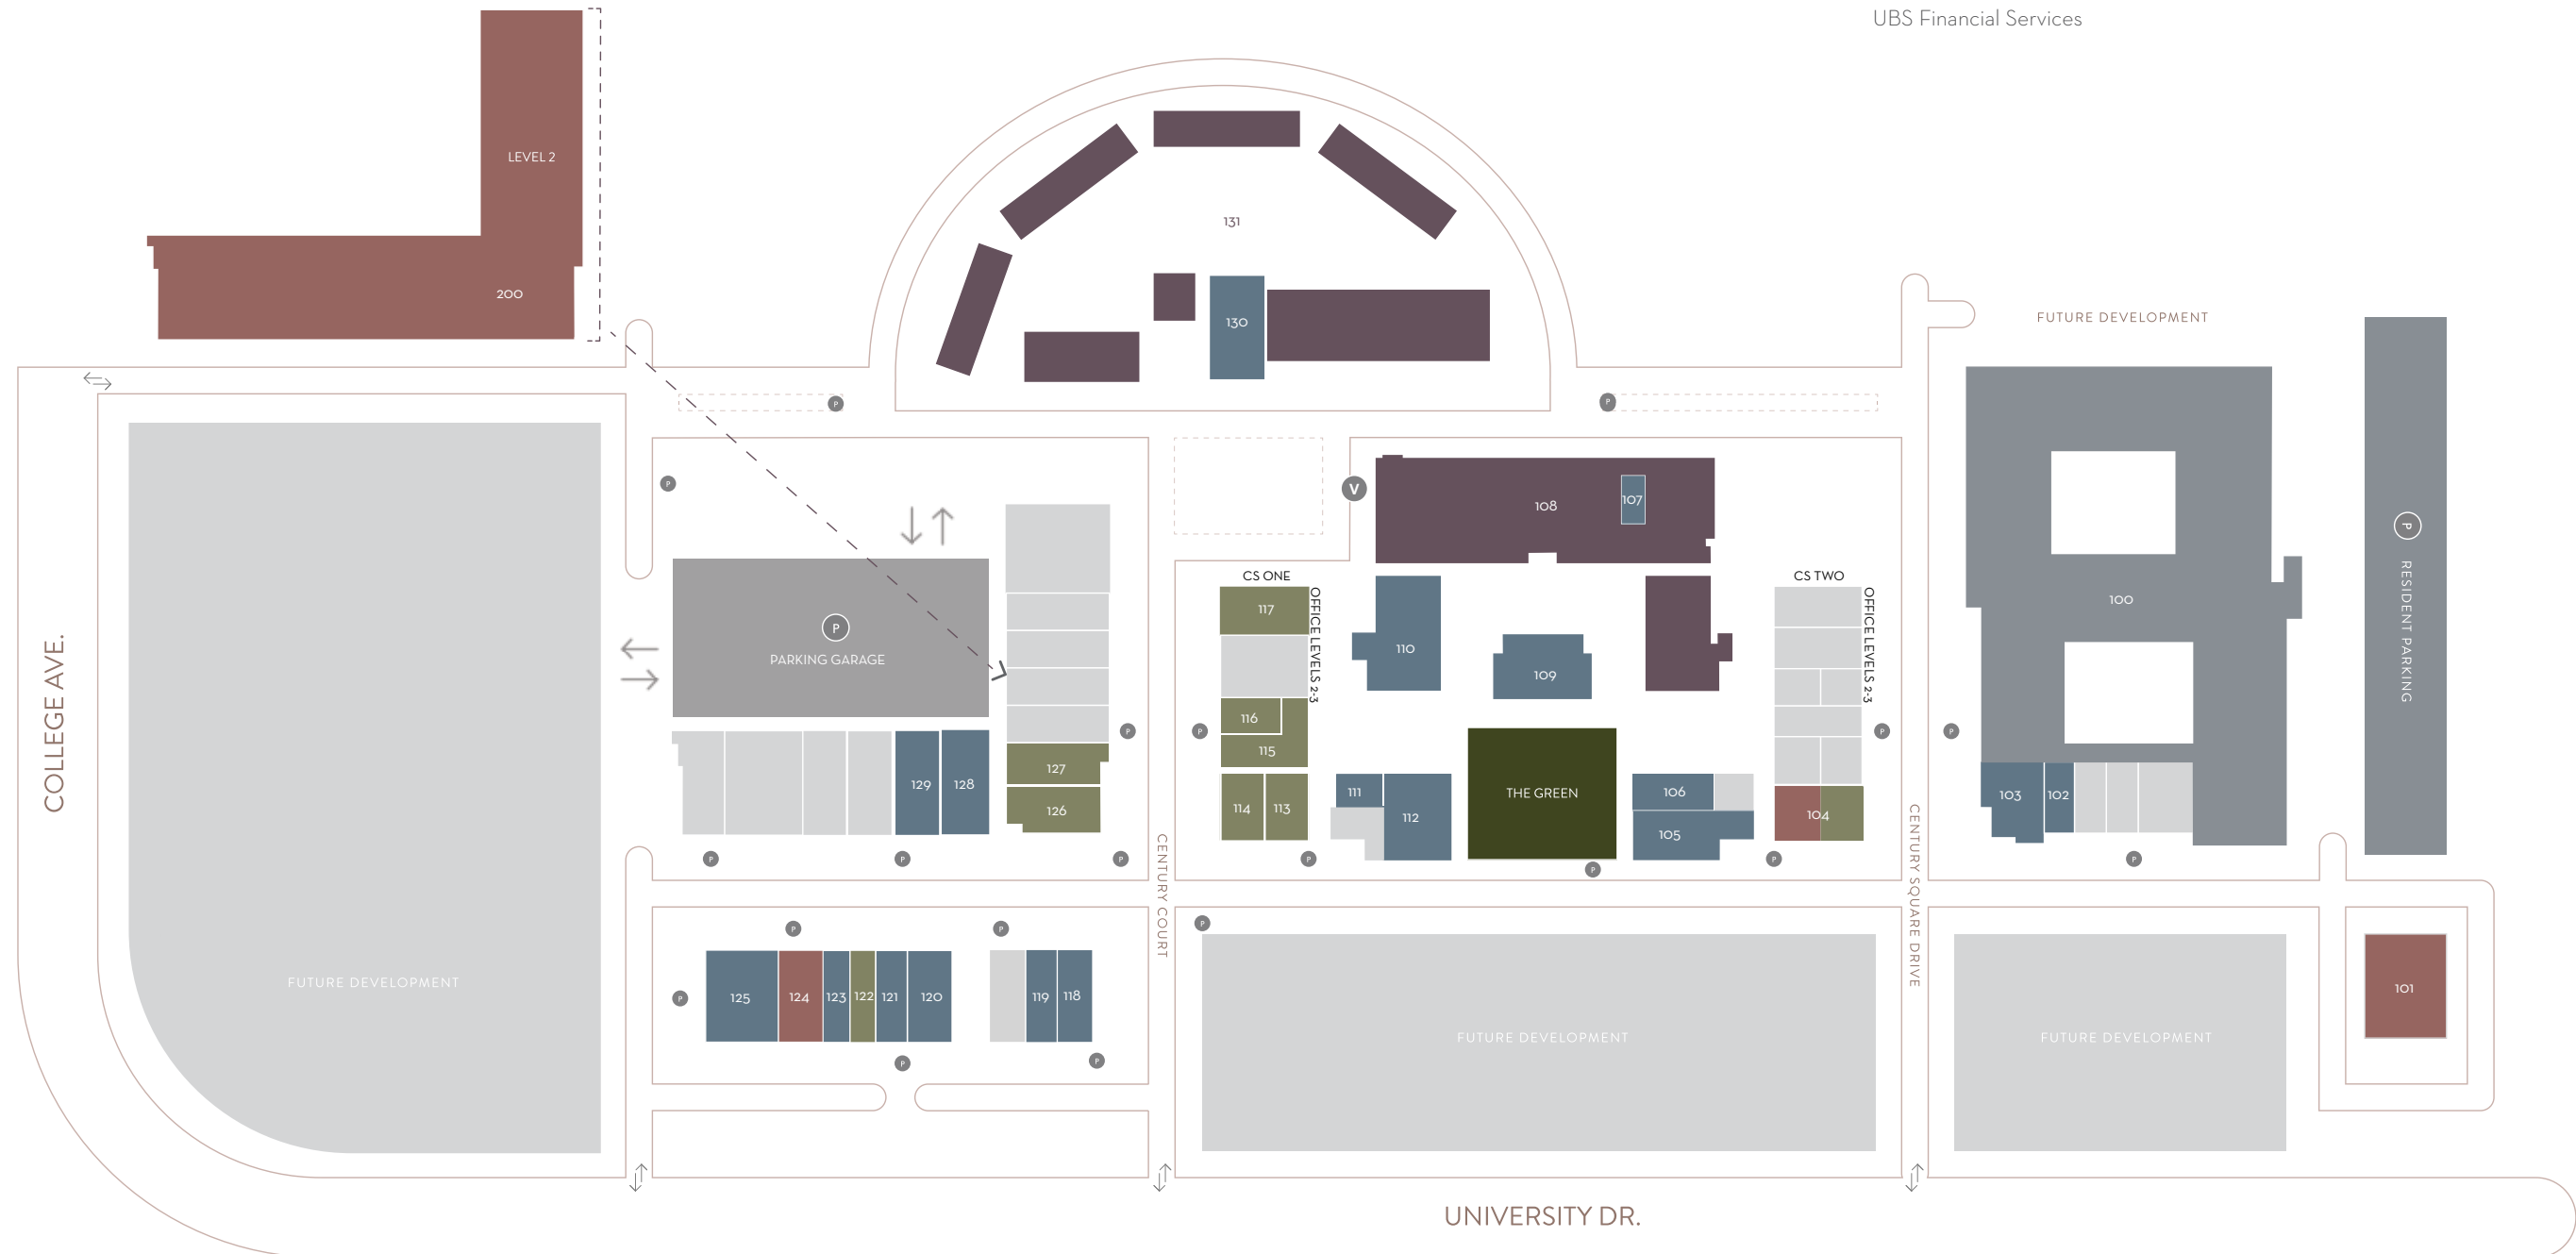 UBS Financial Services
LEVEL 2
200
131
130
FUTURE DEVELOPMENT
P
P
P
V
108
107
P
RESIDENT PARKING
100
P
PARKING GARAGE
CS ONE
OFFICE LEVELS 2-3
117
116
115
114
113
110
109
CS TWO
OFFICE LEVELS 2-3
104
P
P
P
P
129
128
127
126
111
112
THE GREEN
106
105
103
102
P
P
P
P
P
P
P
COLLEGE AVE.
CENTURY COURT
CENTURY SQUARE DRIVE
P
P
P
P
125
124
123
122
121
120
119
118
P
P
FUTURE DEVELOPMENT
FUTURE DEVELOPMENT
FUTURE DEVELOPMENT
101
UNIVERSITY DR.